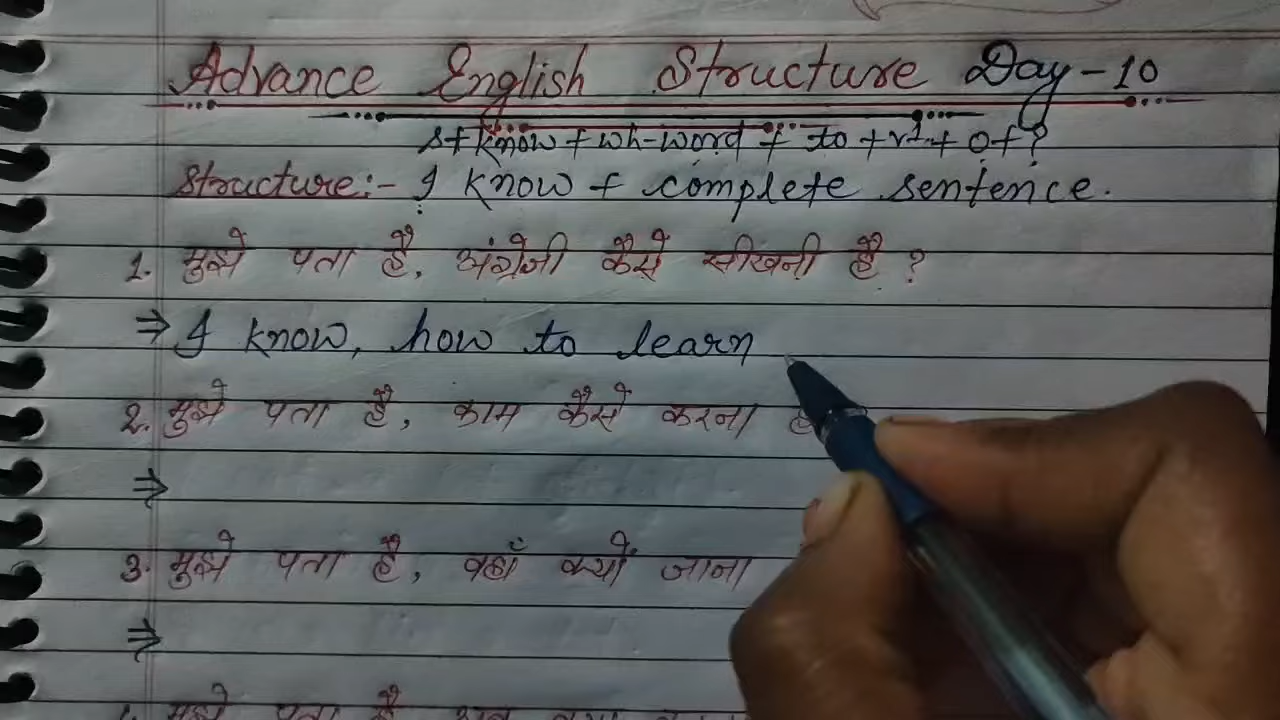 Advance English Structure Day-10
S+know+wh-word+to+v1+O+?
Structure:- I know + complete sentence.
1. मुझे पता है, अंग्रेजी कैसे सीखनी है ?
⇒ I know, how to learn
2. मुझे पता है, काम कैसे करना
⇒
3. मुझे पता है, वहाँ क्यों जाना
⇒
मुझे पता है